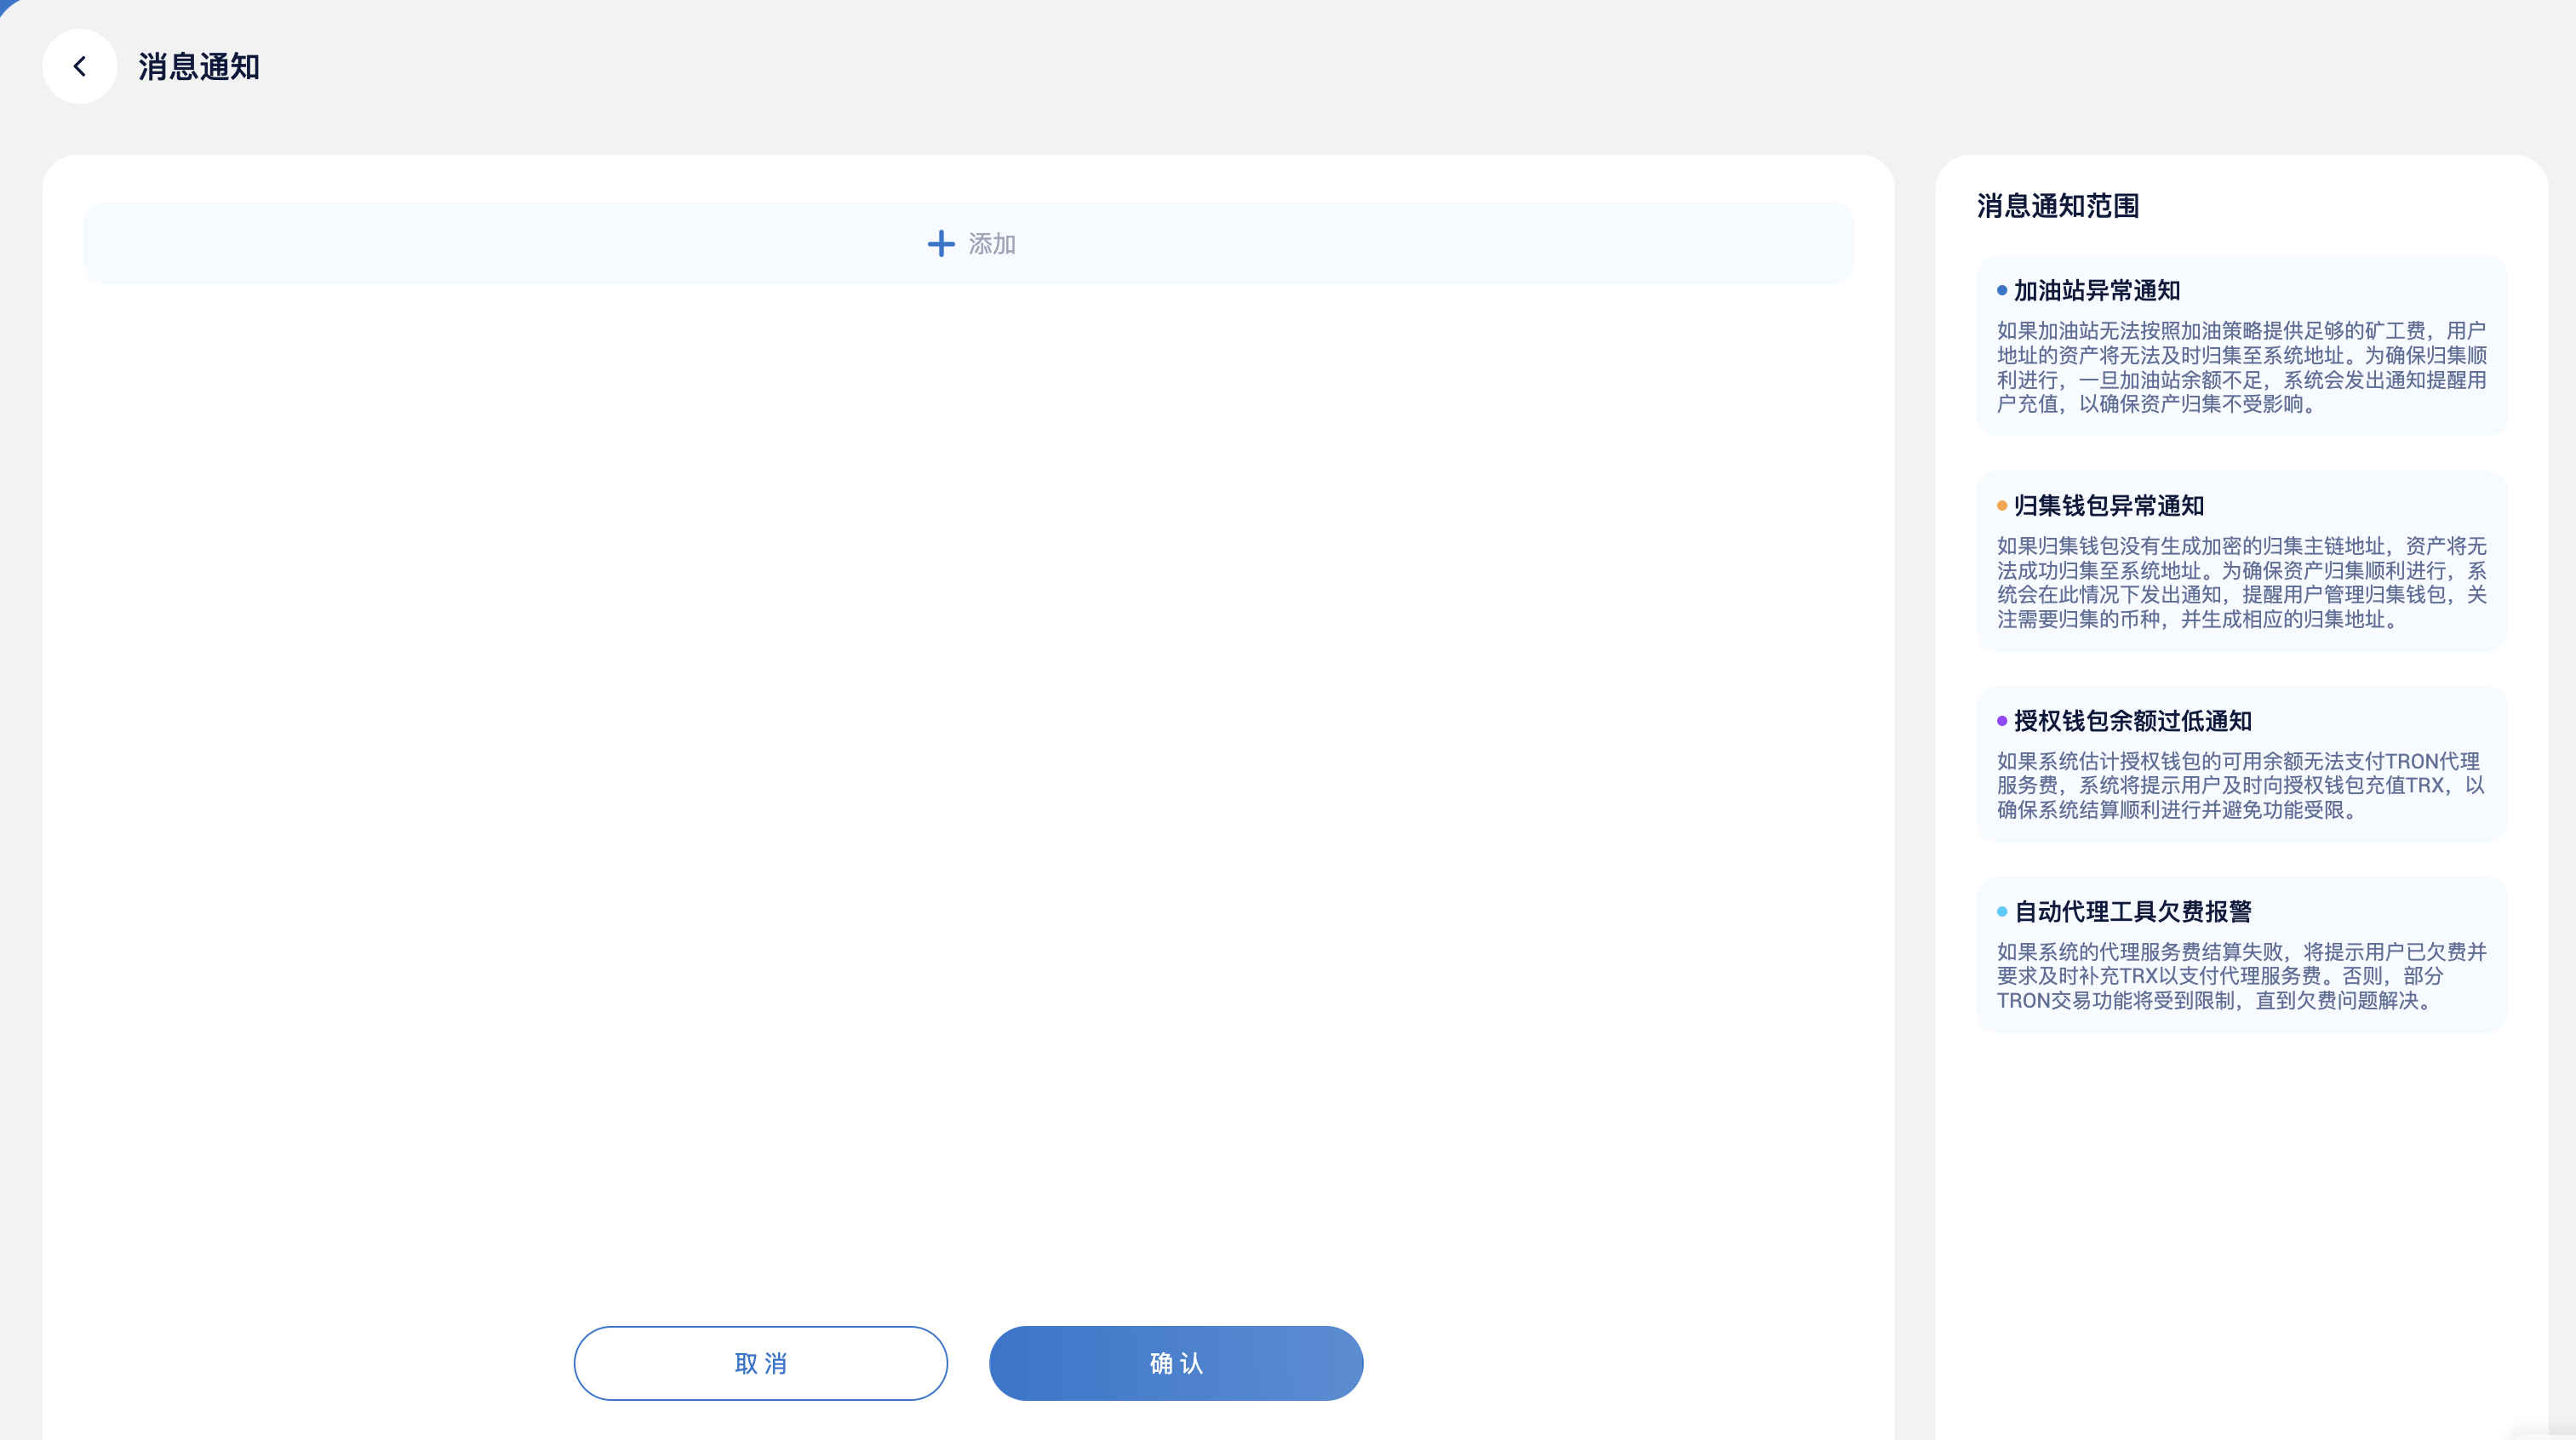 消息通知
添加
取消
确认
消息通知范围
加油站异常通知
如果加油站无法按照加油策略提供足够的矿工费，用户
地址的资产将无法及时归集至系统地址。为确保归集顺
利进行，一旦加油站余额不足，系统会发出通知提醒用
户充值，以确保资产归集不受影响。
归集钱包异常通知
如果归集钱包没有生成加密的归集主链地址，资产将无
法成功归集至系统地址。为确保资产归集顺利进行，系
统会在此情况下发出通知，提醒用户管理归集钱包，关
注需要归集的币种，并生成相应的归集地址。
授权钱包余额过低通知
如果系统估计授权钱包的可用余额无法支付TRON代理
服务费，系统将提示用户及时向授权钱包充值TRX，以
确保系统结算顺利进行并避免功能受限。
自动代理工具欠费报警
如果系统的代理服务费结算失败，将提示用户已欠费并
要求及时补充TRX以支付代理服务费。否则，部分
TRON交易功能将受到限制，直到欠费问题解决。